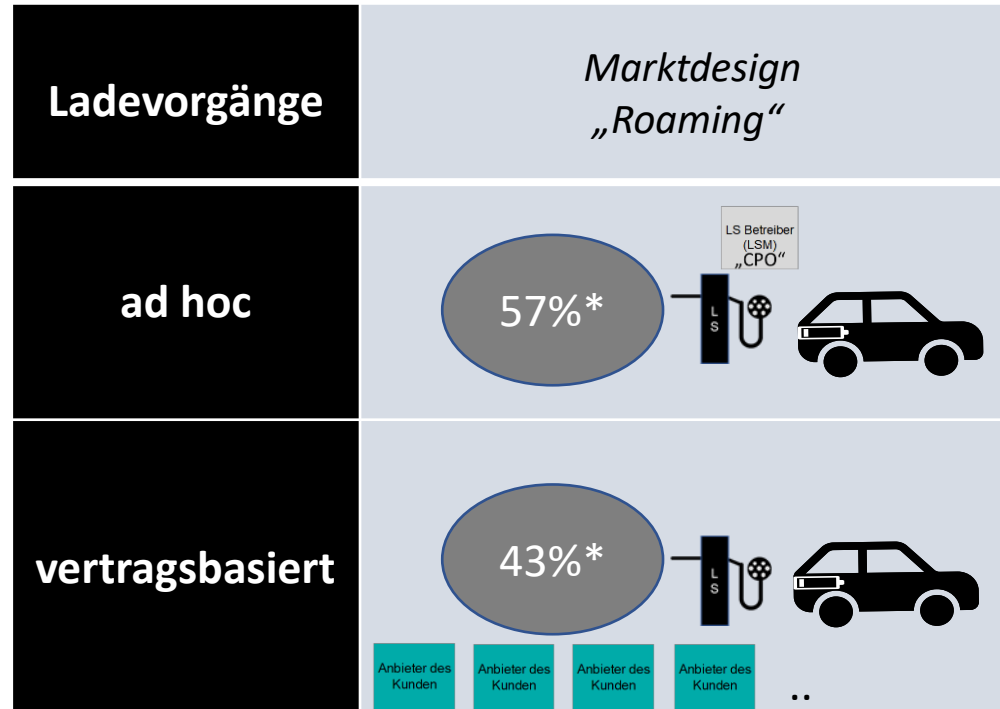 Ladevorgänge
Marktdesign
„Roaming“
ad hoc
57%*
LS Betreiber
(LSM)
„CPO“
L
S
vertragsbasiert
43%*
L
S
Anbieter des
Kunden
Anbieter des
Kunden
Anbieter des
Kunden
Anbieter des
Kunden
..